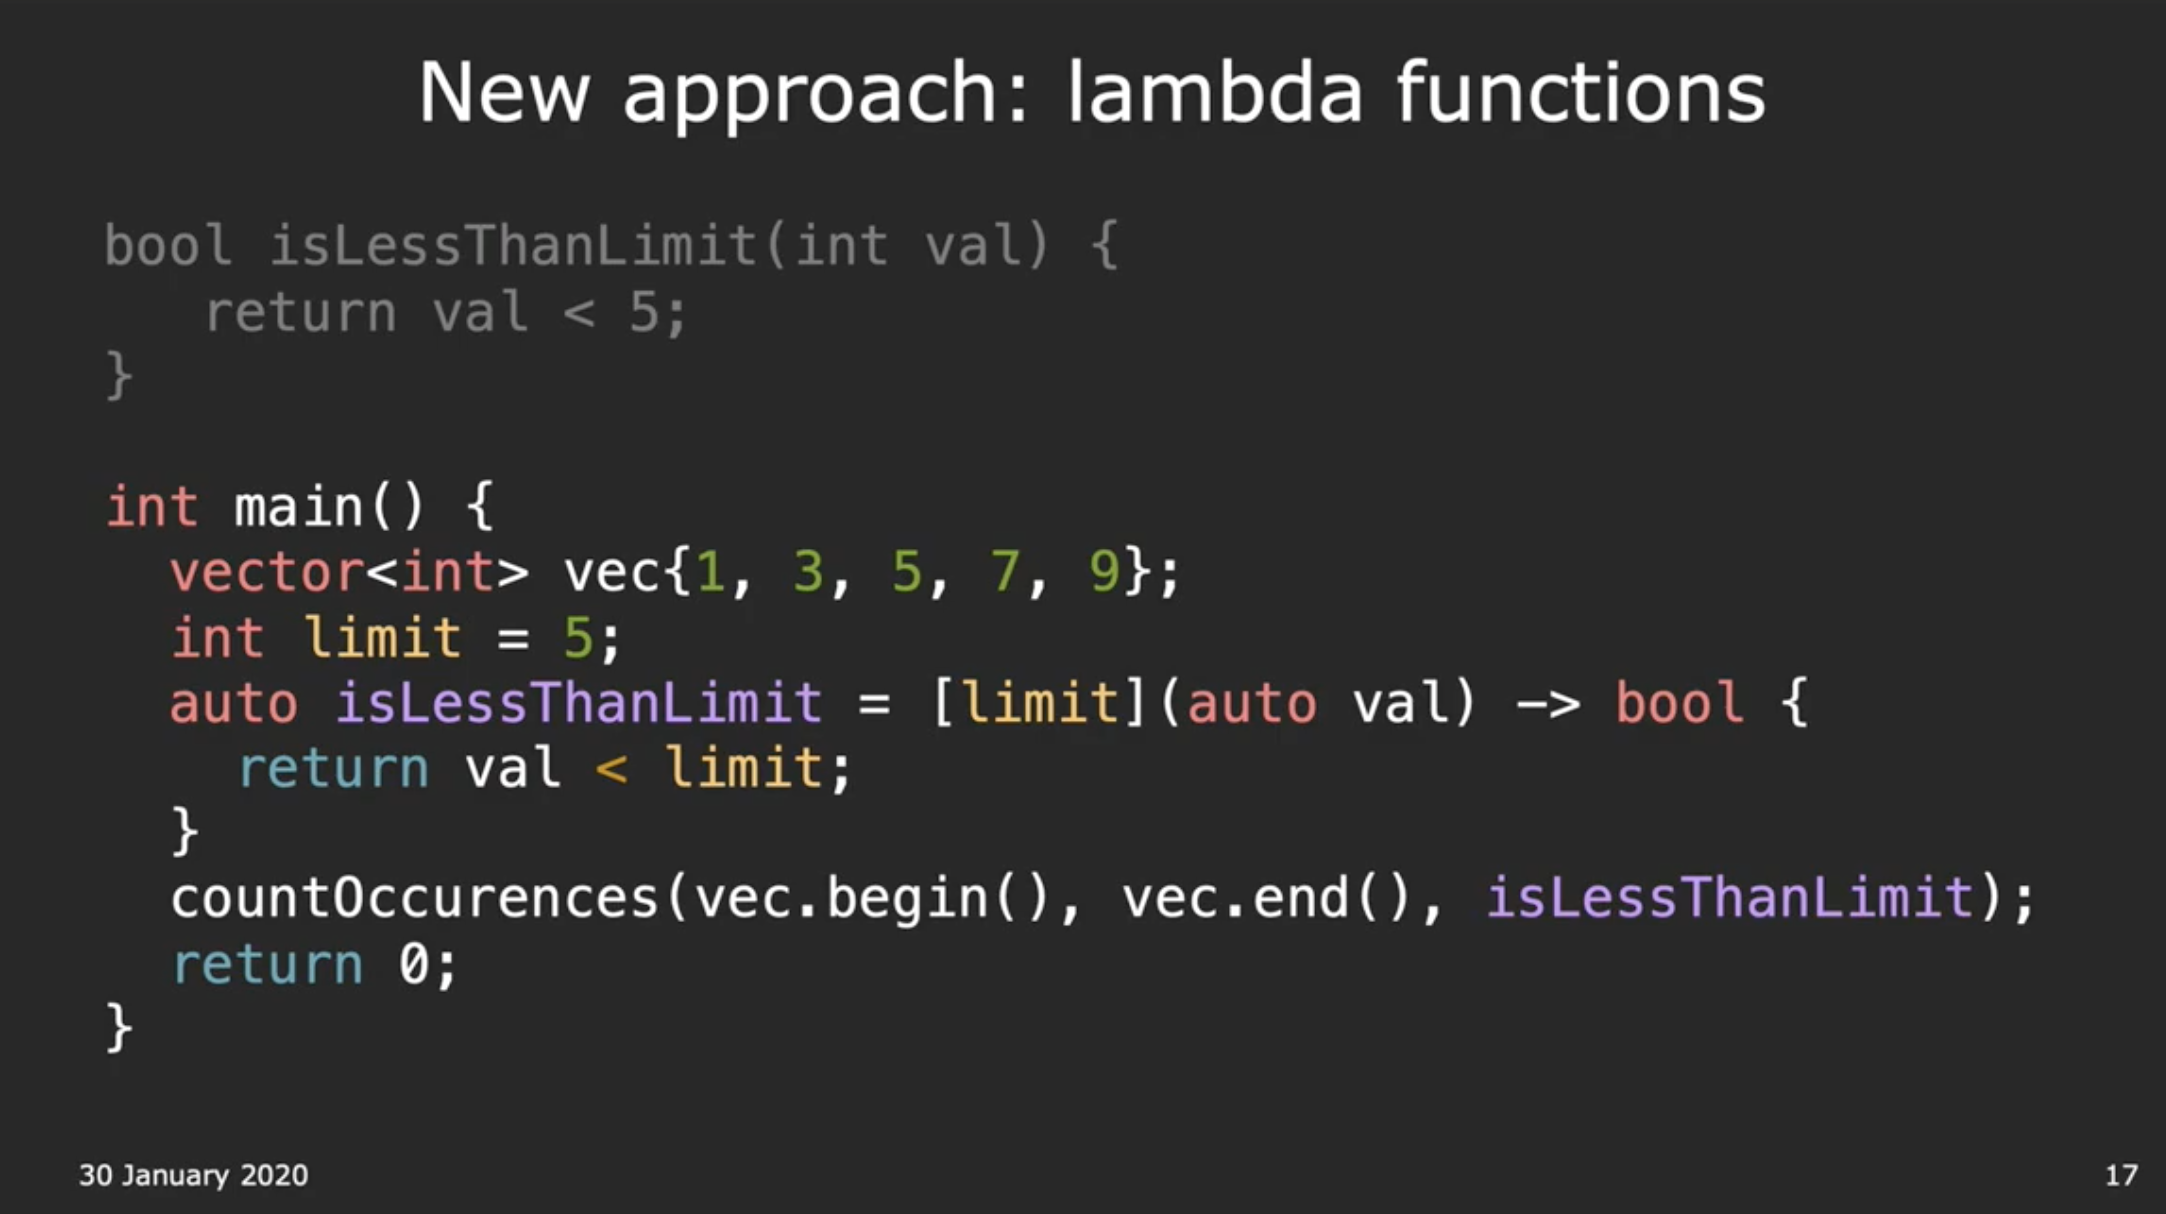 New approach: lambda functions
bool isLessThanLimit(int val) {
   return val < 5;
}
int main() {
  vector<int> vec{1, 3, 5, 7, 9};
  int limit = 5;
  auto isLessThanLimit = [limit](auto val) -> bool {
    return val < limit;
  }
  countOccurences(vec.begin(), vec.end(), isLessThanLimit);
  return 0;
}
30 January 2020
17